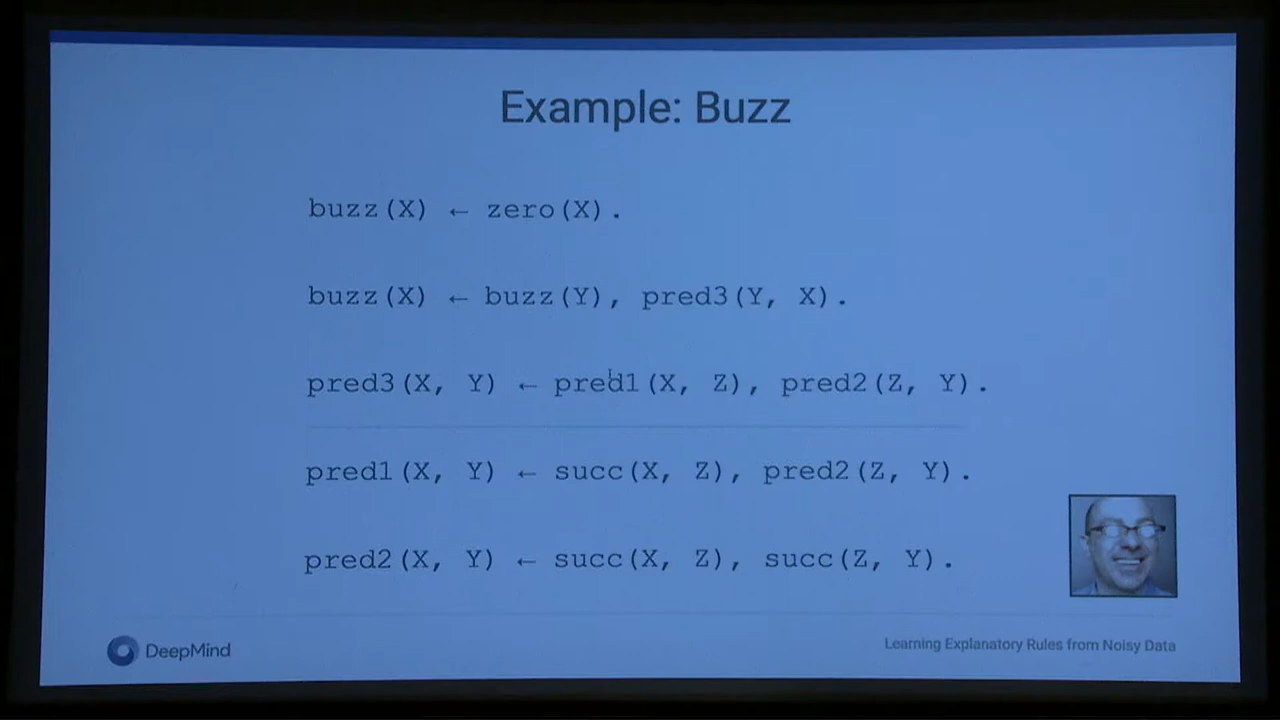 Example: Buzz
buzz(X) ← zero(X).
buzz(X) ← buzz(Y), pred3(Y, X).
pred3(X, Y) ← pred1(X, Z), pred2(Z, Y).
pred1(X, Y) ← succ(X, Z), pred2(Z, Y).
pred2(X, Y) ← succ(X, Z), succ(Z, Y).
DeepMind
Learning Explanatory Rules from Noisy Data